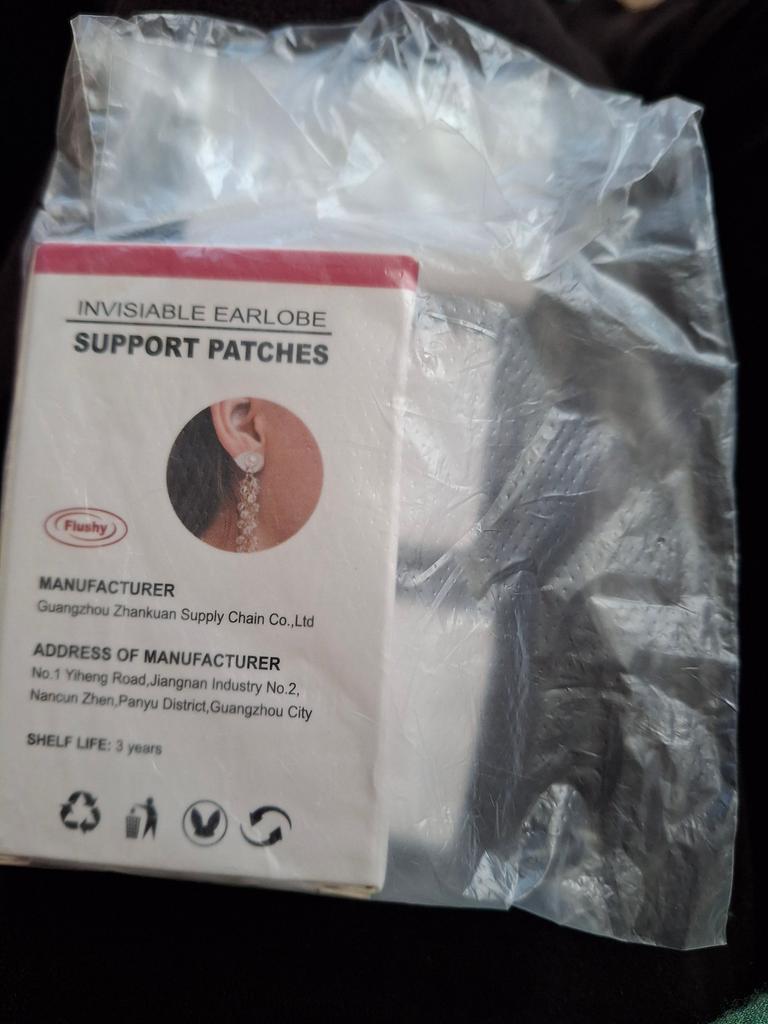 INVISIABLE EARLOBE
SUPPORT PATCHES
Flushy
MANUFACTURER
Guangzhou Zhankuan Supply Chain Co.,Ltd
ADDRESS OF MANUFACTURER
No.1 Yiheng Road,Jiangnan Industry No.2,
Nancun Zhen,Panyu District,Guangzhou City
SHELF LIFE: 3 years